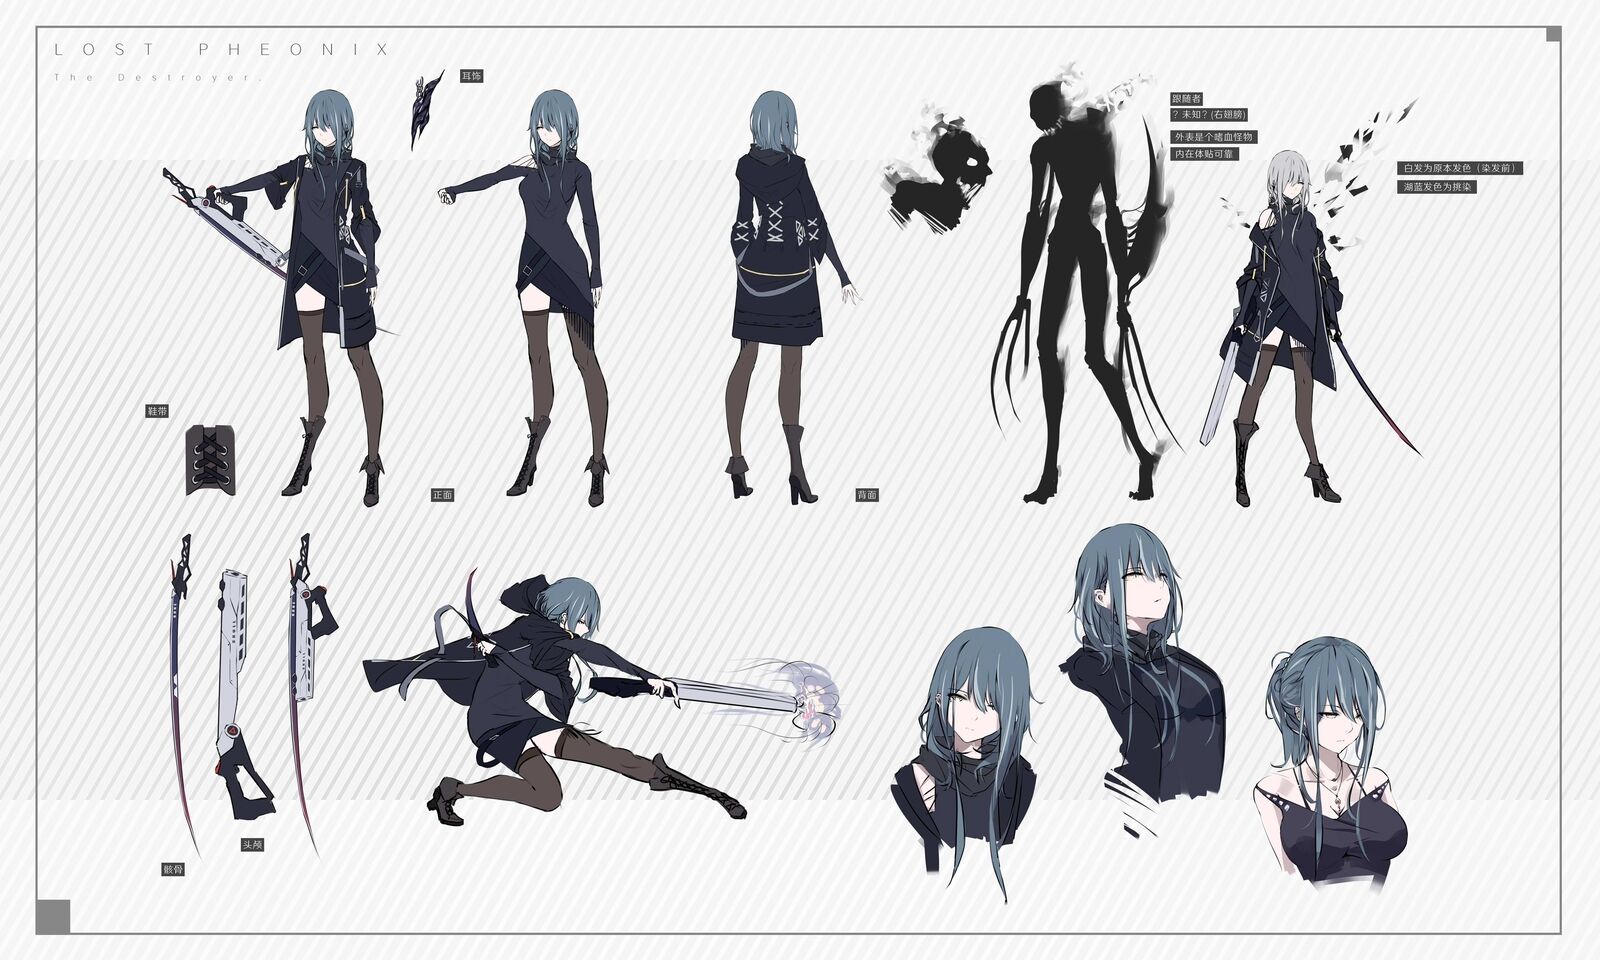 LOST PHEONIX
The Destroyer.
耳饰
跟随者
？未知？(右翅膀)
外表是个嗜血怪物
内在体贴可靠
白发为原本发色（染发前）
湖蓝发色为挑染
鞋带
正面
背面
头颅
骸骨